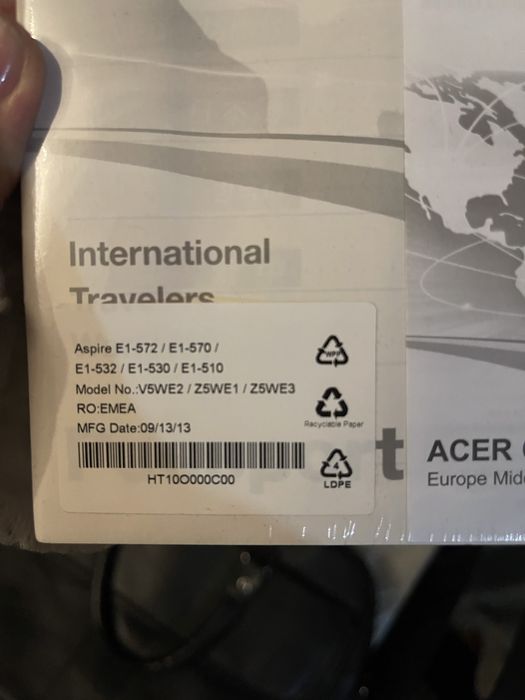 International
Travelers
Aspire E1-572 / E1-570 /
E1-532 / E1-530 / E1-510
Model No.:V5WE2 / Z5WE1 / Z5WE3
RO:EMEA
MFG Date:09/13/13
HT10O000C00
WPP
Recyclable Paper
4
LDPE
t
ACER
Europe